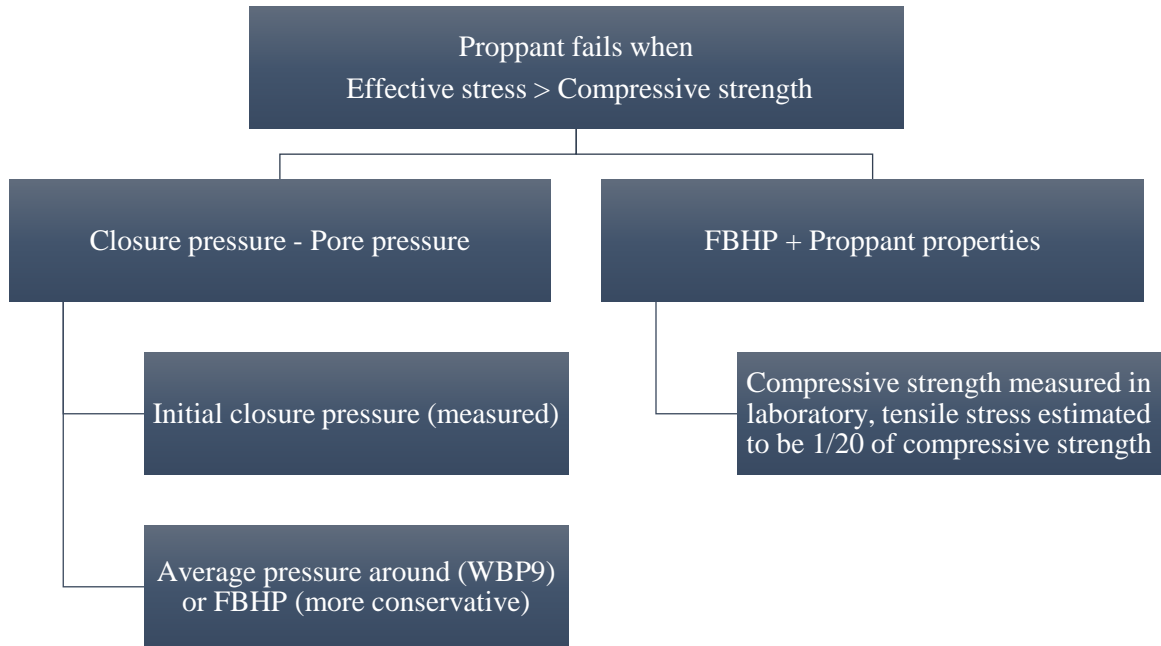 Proppant fails when
Effective stress > Compressive strength
Closure pressure - Pore pressure
FBHP + Proppant properties
Initial closure pressure (measured)
Compressive strength measured in
laboratory, tensile stress estimated
to be 1/20 of compressive strength
Average pressure around (WBP9)
or FBHP (more conservative)